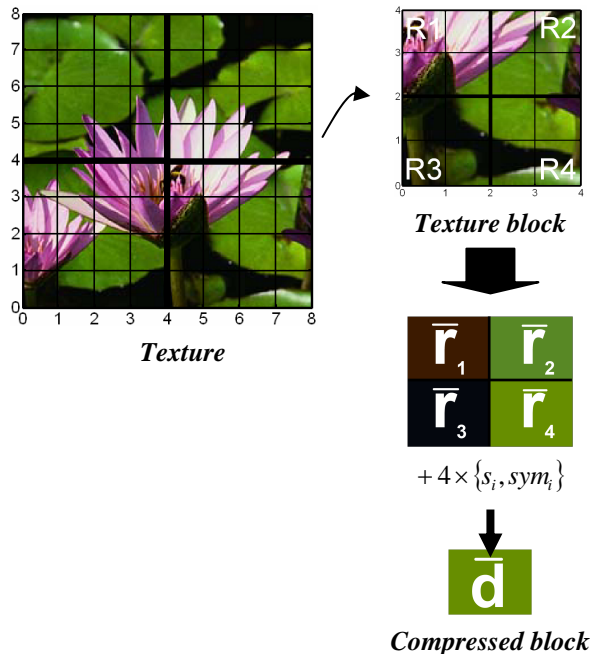 8
7
6
5
4
3
2
1
0
0 1 2 3 4 5 6 7 8
Texture
4
3
2
1
0
0 1 2 3 4
R1 R2
R3 R4
Texture block
r̅₁ r̅₂
r̅₃ r̅₄
+ 4 × {sᵢ, symᵢ}
d̅
Compressed block